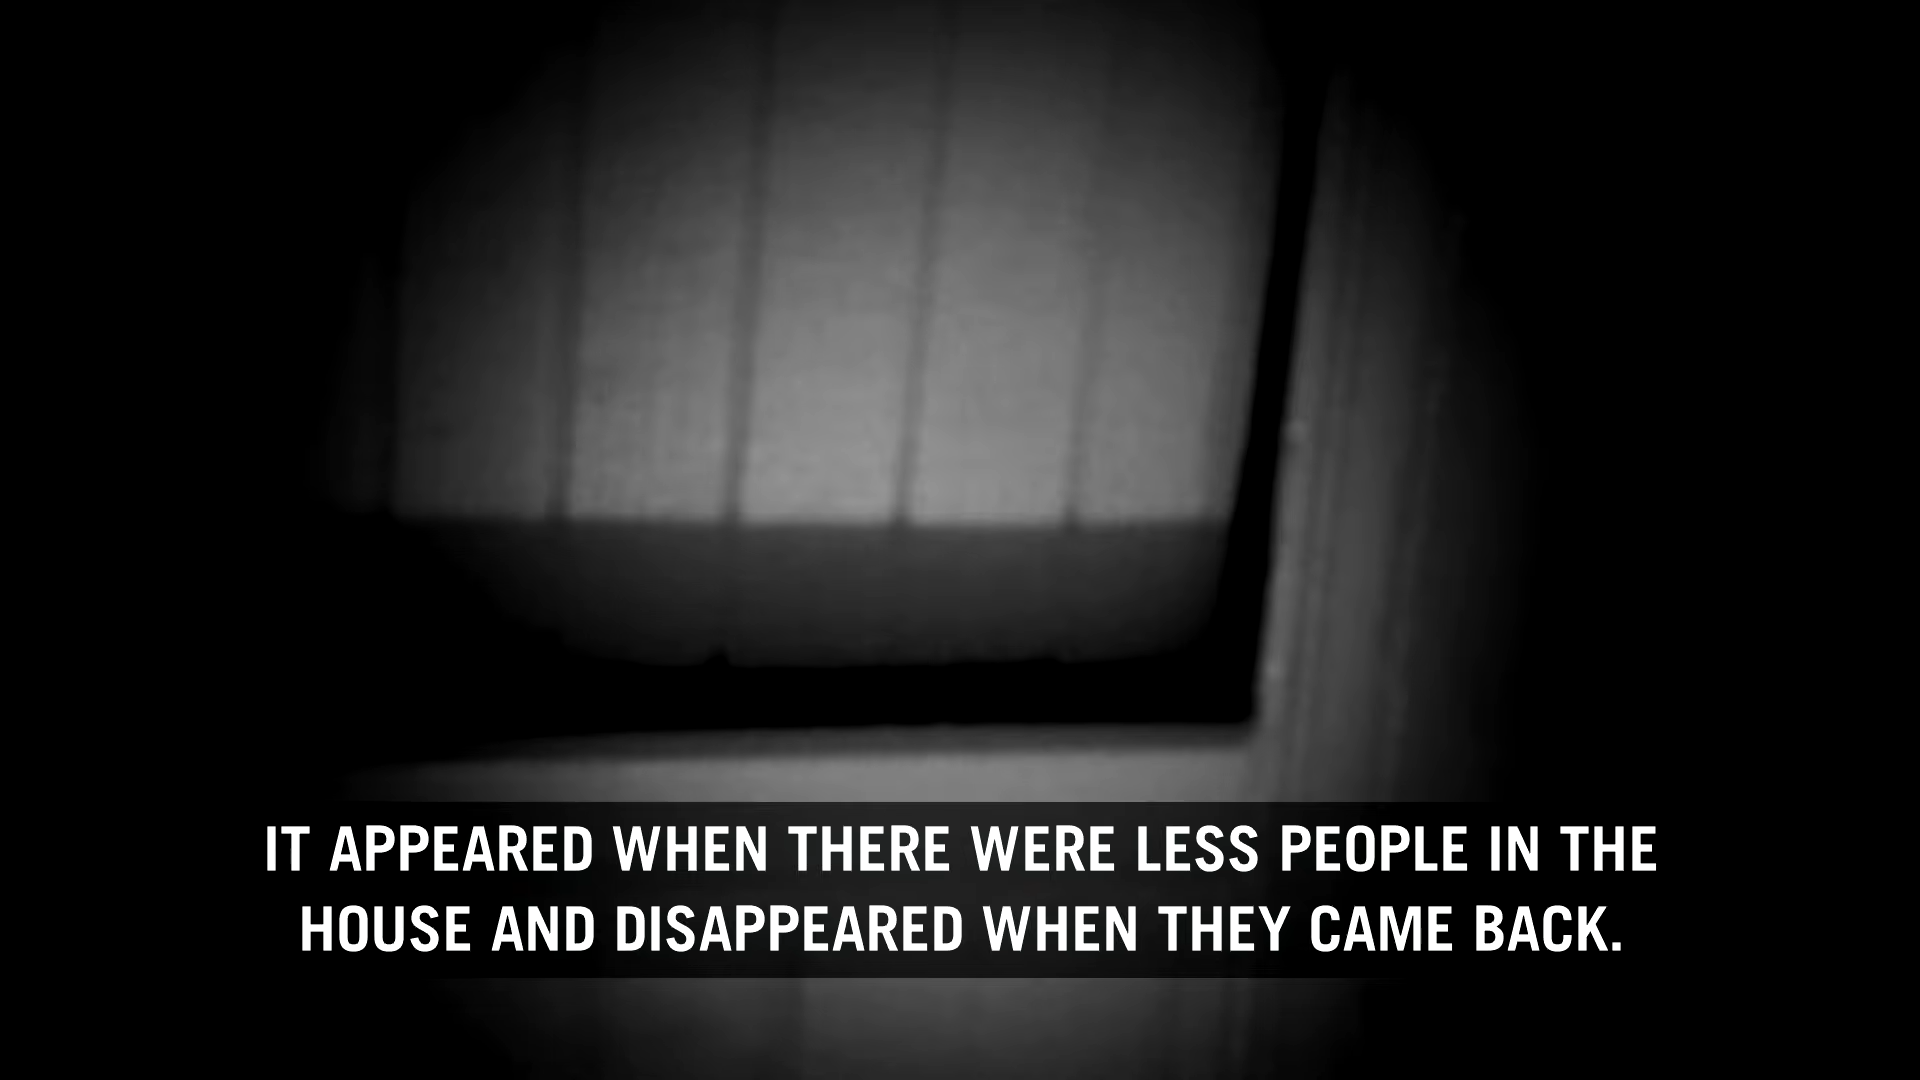 IT APPEARED WHEN THERE WERE LESS PEOPLE IN THE
HOUSE AND DISAPPEARED WHEN THEY CAME BACK.